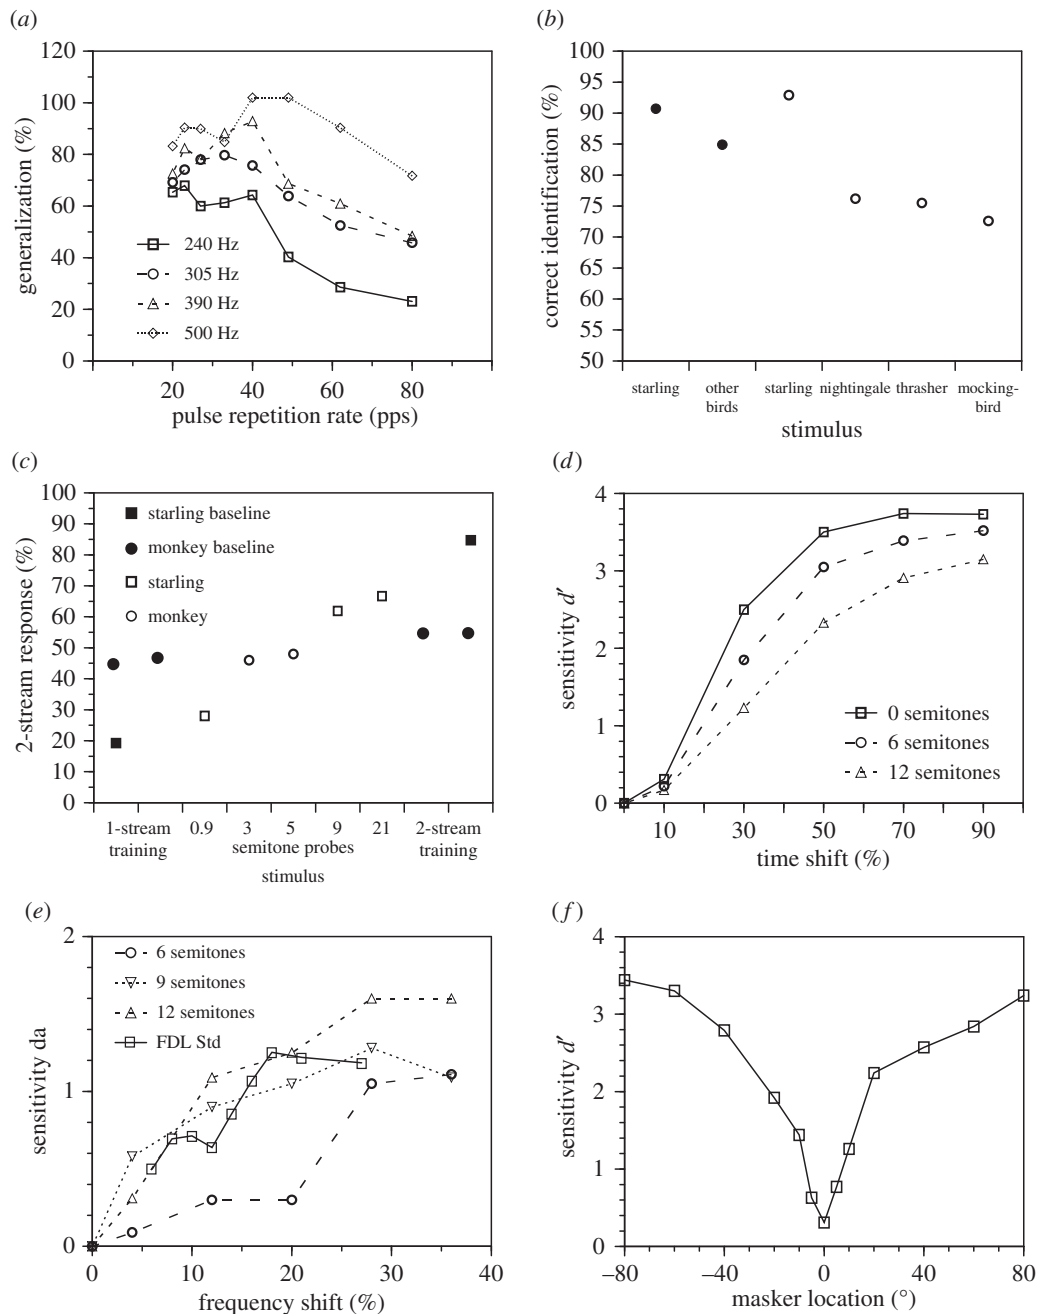 (a)
120
100
80
60
40
20
0
generalization (%)
240 Hz
305 Hz
390 Hz
500 Hz
20 40 60 80 100
pulse repetition rate (pps)
(b)
100
95
90
85
80
75
70
65
60
55
50
correct identification (%)
starling other birds starling nightingale thrasher mocking-
bird
stimulus
(c)
100
90
80
70
60
50
40
30
20
10
0
2-stream response (%)
starling baseline
monkey baseline
starling
monkey
1-stream training 0.9 3 5 9 21 2-stream training
semitone probes
stimulus
(d)
4
3
2
1
0
sensitivity d′
0 semitones
6 semitones
12 semitones
10 30 50 70 90
time shift (%)
(e)
2
1
0
sensitivity da
6 semitones
9 semitones
12 semitones
FDL Std
0 10 20 30 40
frequency shift (%)
(f)
4
3
2
1
0
sensitivity d′
–80 –40 0 40 80
masker location (°)